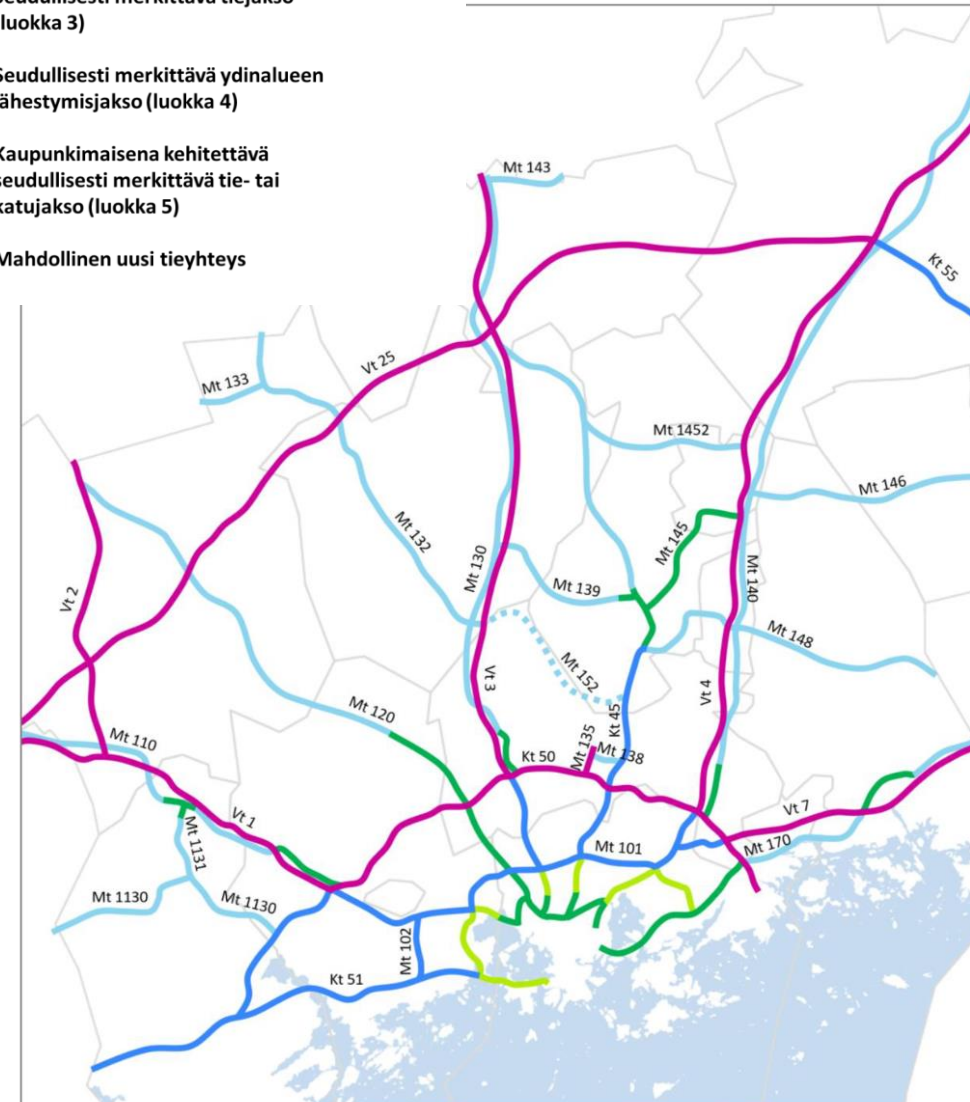 Seudullisesti merkittävä tiejakso
luokka 3)
Seudullisesti merkittävä ydinalueen
lähestymisjakso (luokka 4)
Kaupunkimaisena kehitettävä
seudullisesti merkittävä tie- tai
katujakso (luokka 5)
Mahdollinen uusi tieyhteys
Mt 143
Kt 55
Vt 25
Mt 133
Mt 1452
Mt 146
Mt 132
Mt 145
Mt 130
Mt 139
Mt 140
Vt 2
Mt 148
Mt 152
Vt 3
Vt 4
Mt 120
Kt 45
Mt 110
Mt 135
Mt 138
Kt 50
Vt 1
Vt 7
Mt 1131
Mt 101
Mt 170
Mt 1130
Mt 1130
Mt 102
Kt 51